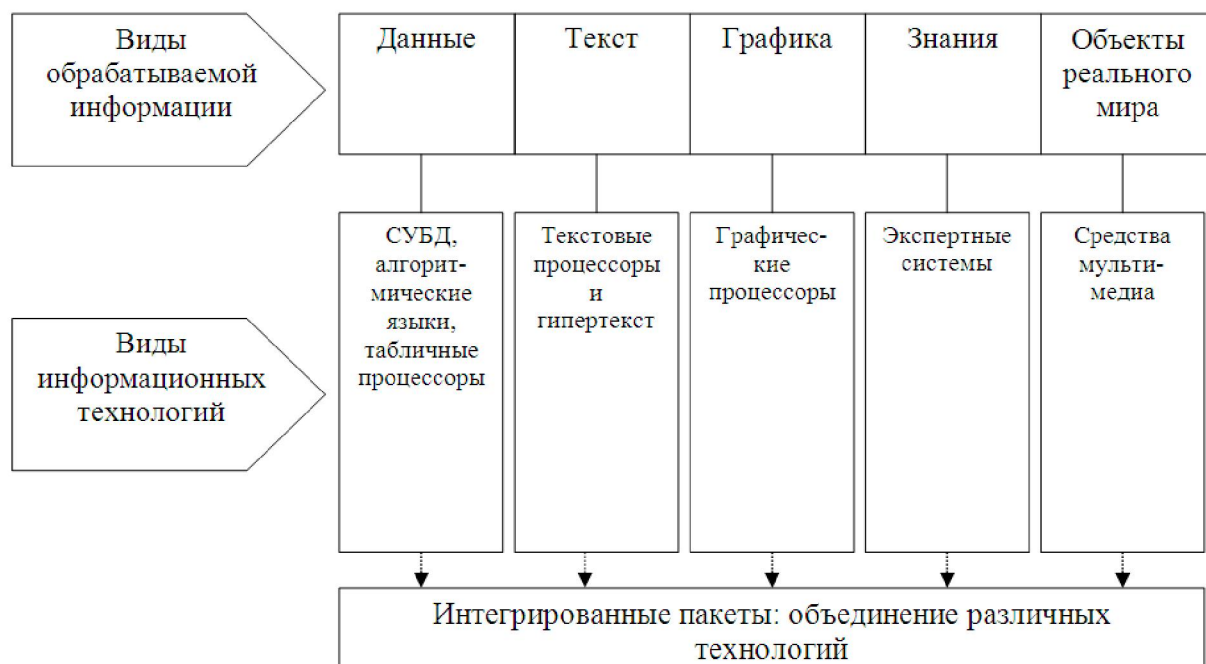 Виды
обрабатываемой
информации
Данные
Текст
Графика
Знания
Объекты
реального
мира
Виды
информационных
технологий
СУБД,
алгорит-
мические
языки,
табличные
процессоры
Текстовые
процессоры
и
гипертекст
Графичес-
кие
процессоры
Экспертные
системы
Средства
мульти-
медиа
Интегрированные пакеты: объединение различных
технологий